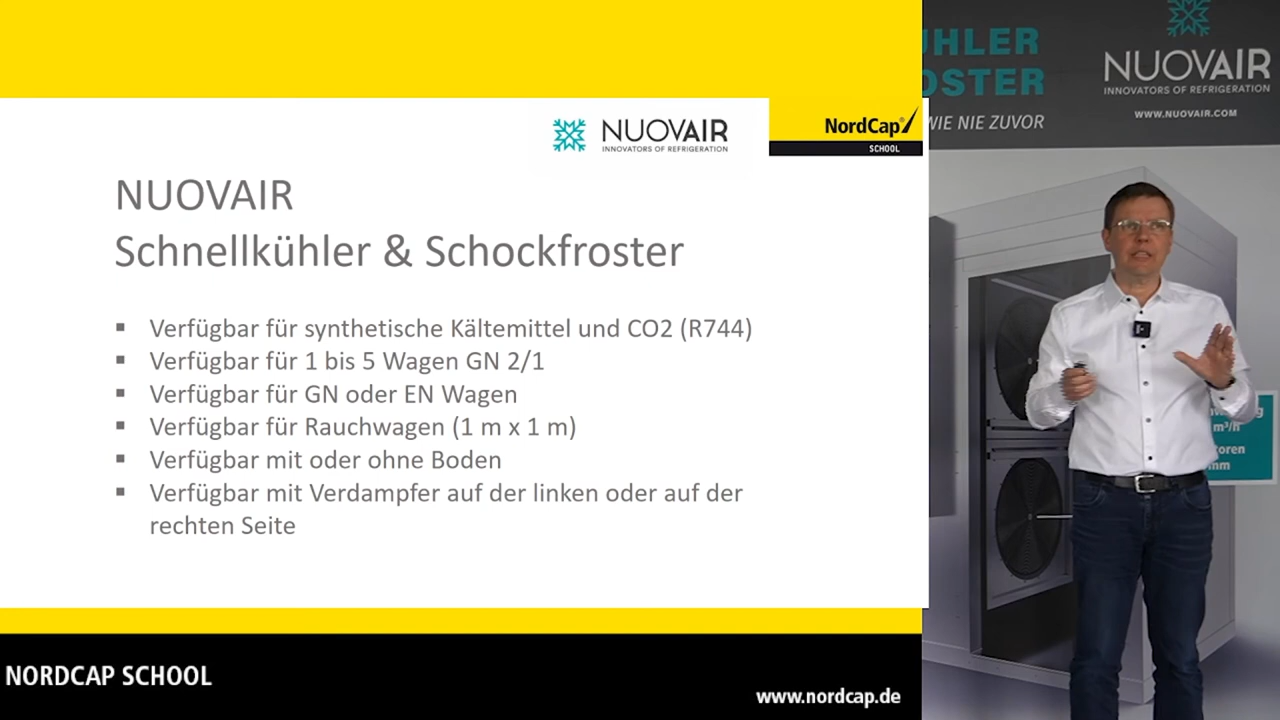 NUOVAIR
INNOVATORS OF REFRIGERATION
NordCap®
SCHOOL
NUOVAIR
Schnellkühler & Schockfroster
▪ Verfügbar für synthetische Kältemittel und CO2 (R744)
▪ Verfügbar für 1 bis 5 Wagen GN 2/1
▪ Verfügbar für GN oder EN Wagen
▪ Verfügbar für Rauchwagen (1 m x 1 m)
▪ Verfügbar mit oder ohne Boden
▪ Verfügbar mit Verdampfer auf der linken oder auf der
rechten Seite
NORDCAP SCHOOL
www.nordcap.de
NUOVAIR
INNOVATORS OF REFRIGERATION
WWW.NUOVAIR.COM
WIE NIE ZUVOR
m³/h
mm